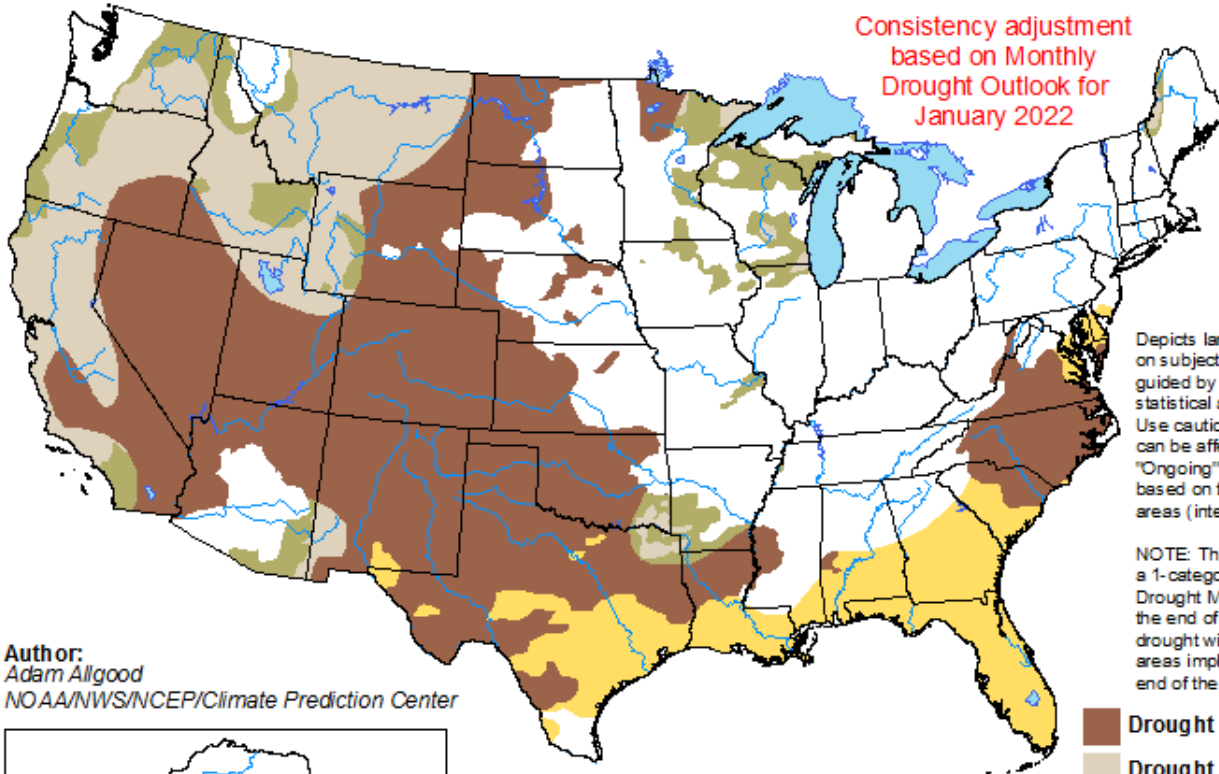 Consistency adjustment
based on Monthly
Drought Outlook for
January 2022
Depicts lar
on subject
guided by
statistical a
Use cautio
can be affe
"Ongoing"
based on t
areas (inte
NOTE: Th
a 1-catego
Drought M
the end of
drought wi
areas impl
end of the
Author:
Adam Allgood
NOAA/NWS/NCEP/Climate Prediction Center
Drought
Drought